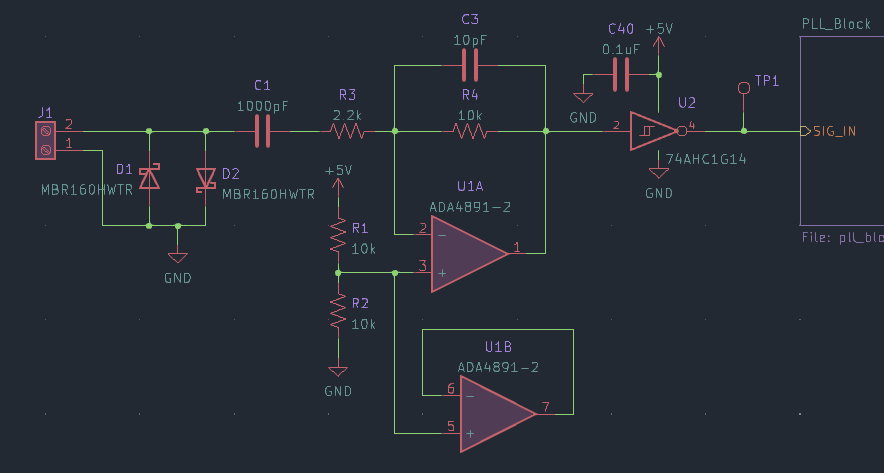 C3
10pF
C40
+5V
0.1uF
PLL_Block
C1
1000pF
R3
2.2k
R4
10k
GND
U2
TP1
J1
2
1
2
4
SIG_IN
74AHC1G14
GND
D1
MBR160HWTR
D2
MBR160HWTR
+5V
U1A
ADA4891-2
R1
10k
2
-
1
3
+
File: pll_blo
GND
R2
10k
GND
U1B
ADA4891-2
6
-
7
5
+